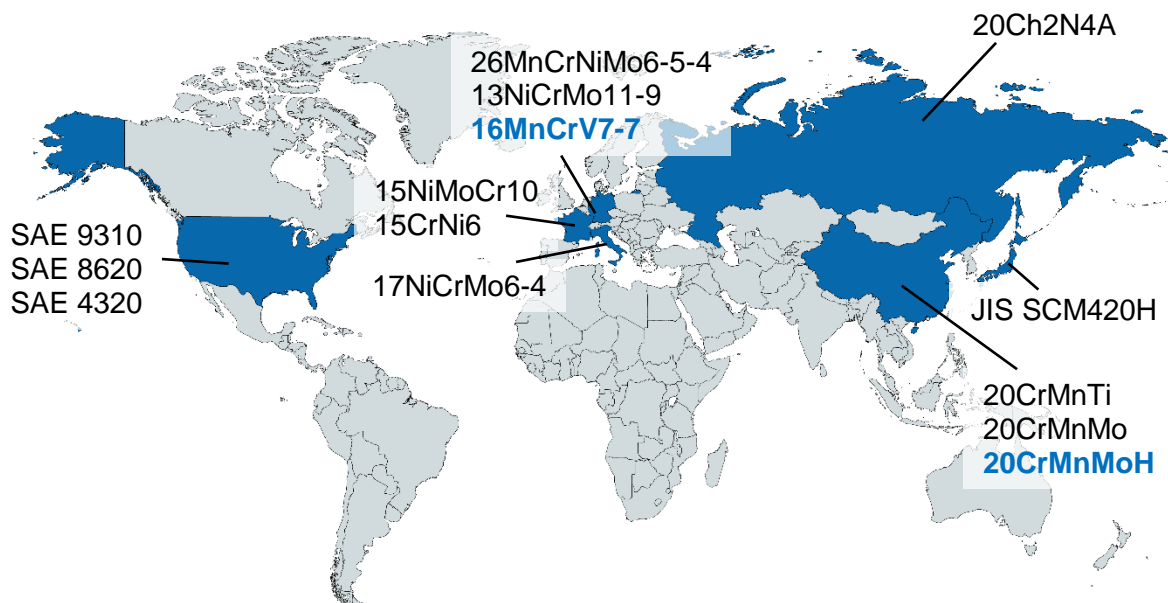 20Ch2N4A
26MnCrNiMo6-5-4
13NiCrMo11-9
16MnCrV7-7
15NiMoCr10
15CrNi6
17NiCrMo6-4
SAE 9310
SAE 8620
SAE 4320
JIS SCM420H
20CrMnTi
20CrMnMo
20CrMnMoH